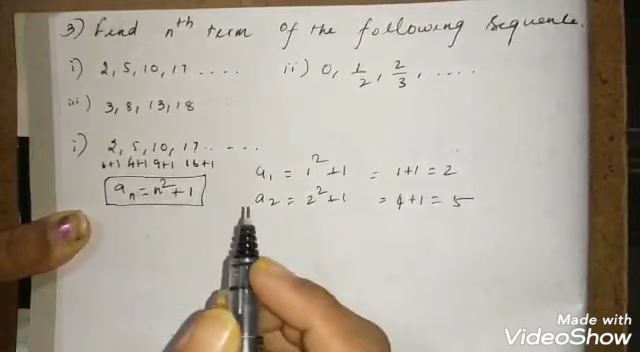 3) Find nth term of the following sequence.
i) 2, 5, 10, 17 ..... ii) 0, 1/2, 2/3, .....
iii) 3, 8, 13, 18
i) 2, 5, 10, 17 .. - ..
1+1 4+1 9+1 16+1
a₁ = 1²+1 = 1+1 = 2
aₙ = n²+1
a₂ = 2²+1 = 4+1 = 5
Made with
VideoShow